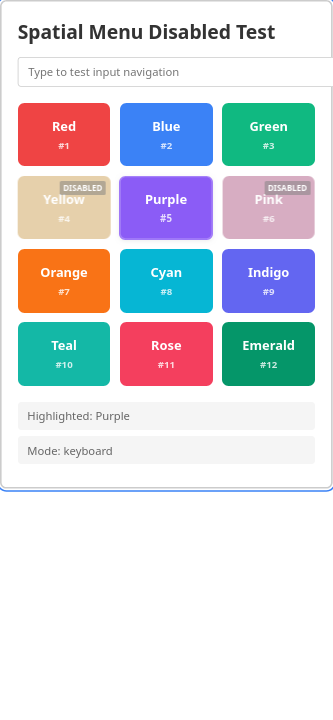 Spatial Menu Disabled Test
Type to test input navigation
Red
#1
Blue
#2
Green
#3
DISABLED
Yellow
#4
Purple
#5
DISABLED
Pink
#6
Orange
#7
Cyan
#8
Indigo
#9
Teal
#10
Rose
#11
Emerald
#12
Highlighted: Purple
Mode: keyboard